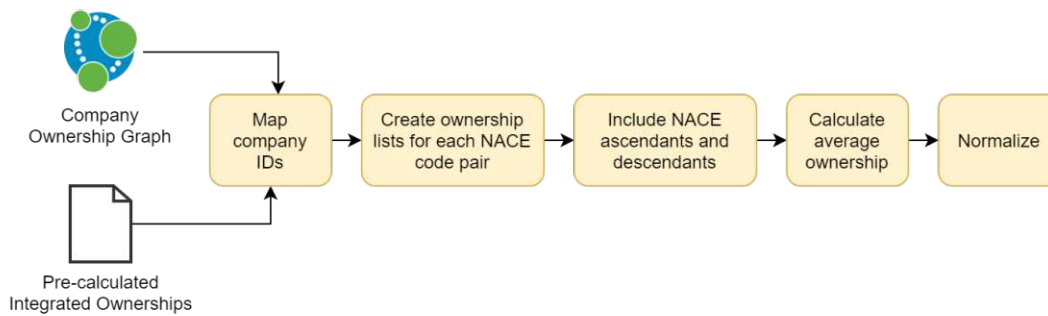 Company
Ownership Graph
Pre-calculated
Integrated Ownerships
Map
company
IDs
Create ownership
lists for each NACE
code pair
Include NACE
ascendants and
descendants
Calculate
average
ownership
Normalize